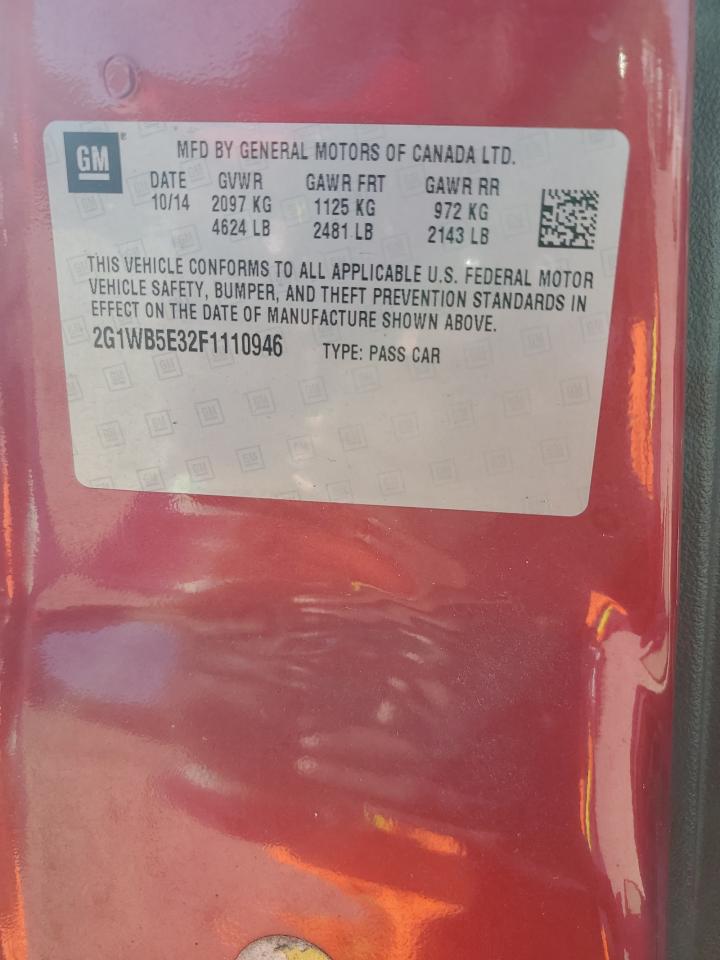 GM
MFD BY GENERAL MOTORS OF CANADA LTD.
DATE GVWR GAWR FRT GAWR RR
10/14 2097 KG 1125 KG 972 KG
4624 LB 2481 LB 2143 LB
THIS VEHICLE CONFORMS TO ALL APPLICABLE U.S. FEDERAL MOTOR
VEHICLE SAFETY, BUMPER, AND THEFT PREVENTION STANDARDS IN
EFFECT ON THE DATE OF MANUFACTURE SHOWN ABOVE.
2G1WB5E32F1110946 TYPE: PASS CAR